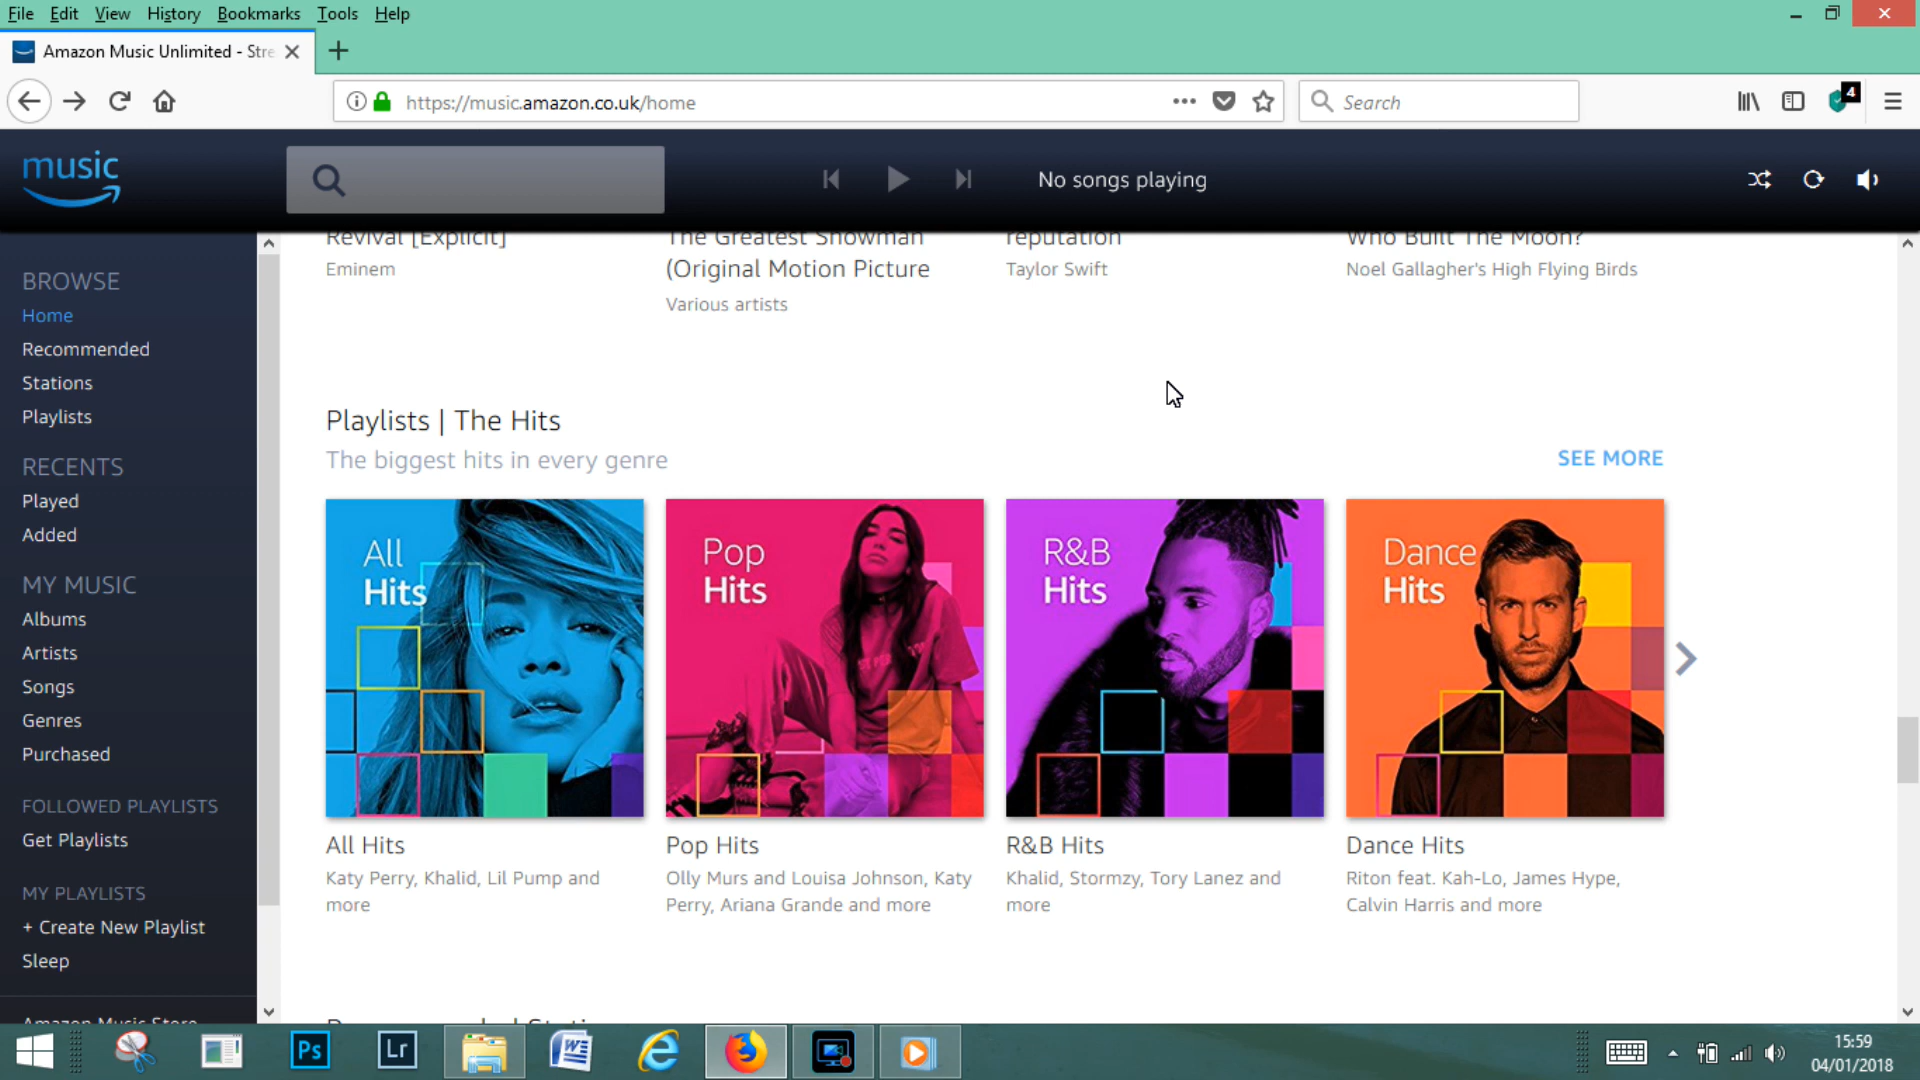 File Edit View History Bookmarks Tools Help
Amazon Music Unlimited - Stre
https://music.amazon.co.uk/home
Search
4
music
No songs playing
BROWSE
Home
Recommended
Stations
Playlists
RECENTS
Played
Added
MY MUSIC
Albums
Artists
Songs
Genres
Purchased
FOLLOWED PLAYLISTS
Get Playlists
MY PLAYLISTS
+ Create New Playlist
Sleep
Amazon Music Store
Revival [Explicit]
Eminem
The Greatest Showman
(Original Motion Picture
Various artists
reputation
Taylor Swift
Who Built The Moon?
Noel Gallagher's High Flying Birds
Playlists | The Hits
The biggest hits in every genre
SEE MORE
All
Hits
Pop
Hits
R&B
Hits
Dance
Hits
All Hits
Katy Perry, Khalid, Lil Pump and
more
Pop Hits
Olly Murs and Louisa Johnson, Katy
Perry, Ariana Grande and more
R&B Hits
Khalid, Stormzy, Tory Lanez and
more
Dance Hits
Riton feat. Kah-Lo, James Hype,
Calvin Harris and more
Ps
Lr
15:59
04/01/2018